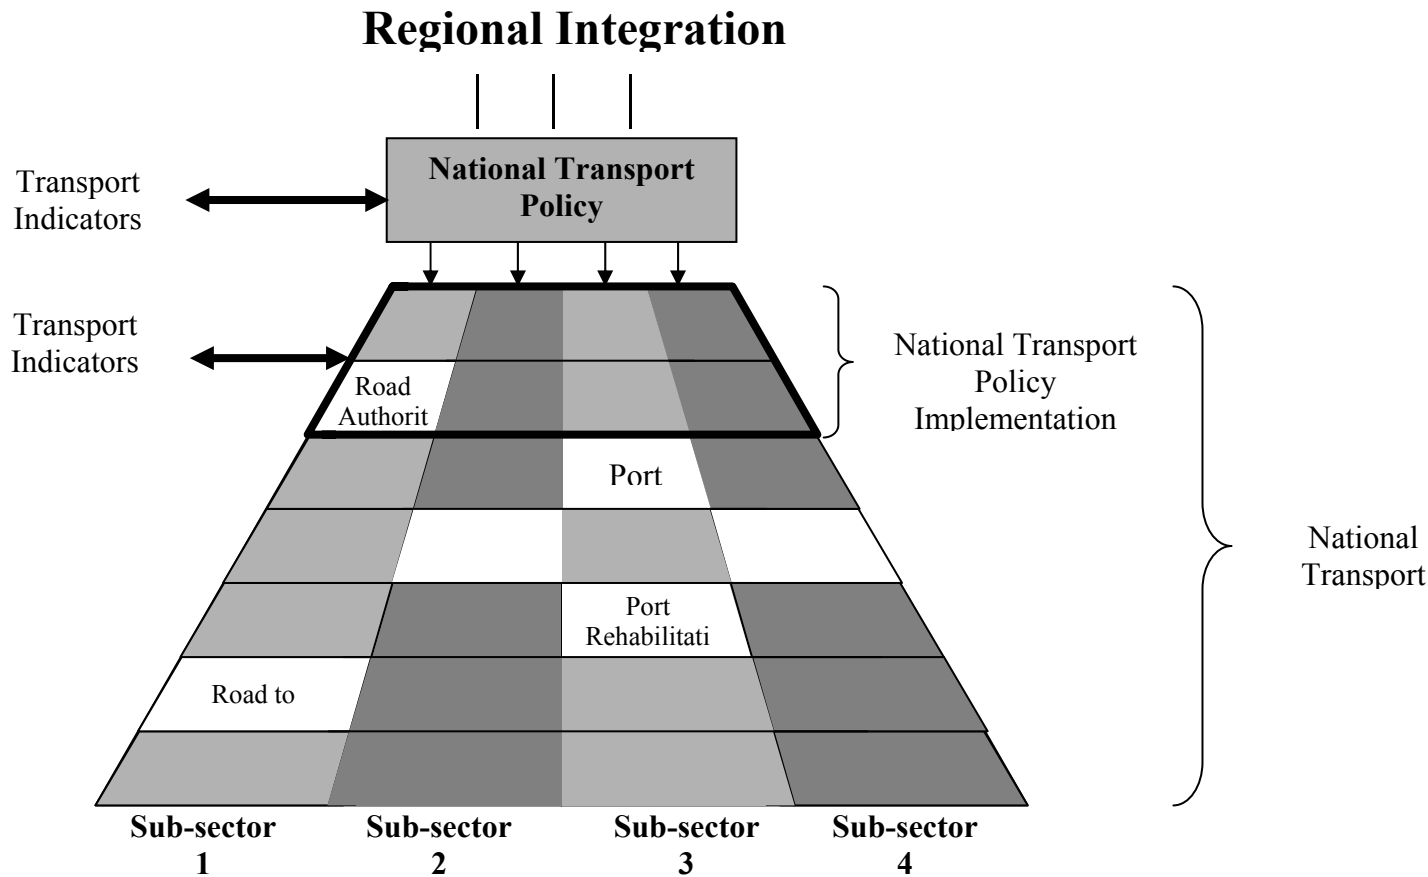 Regional Integration
National Transport
Policy
Transport
Indicators
Transport
Indicators
Road
Authorit
National Transport
Policy
Implementation
Port
National
Transport
Port
Rehabilitati
Road to
Sub-sector
1
Sub-sector
2
Sub-sector
3
Sub-sector
4